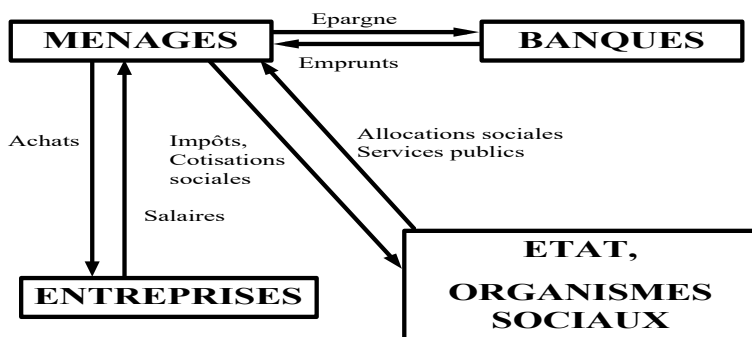 Epargne
MENAGES
BANQUES
Emprunts
Achats
Impôts,
Cotisations
sociales
Allocations sociales
Services publics
Salaires
ETAT,
ORGANISMES
SOCIAUX
ENTREPRISES